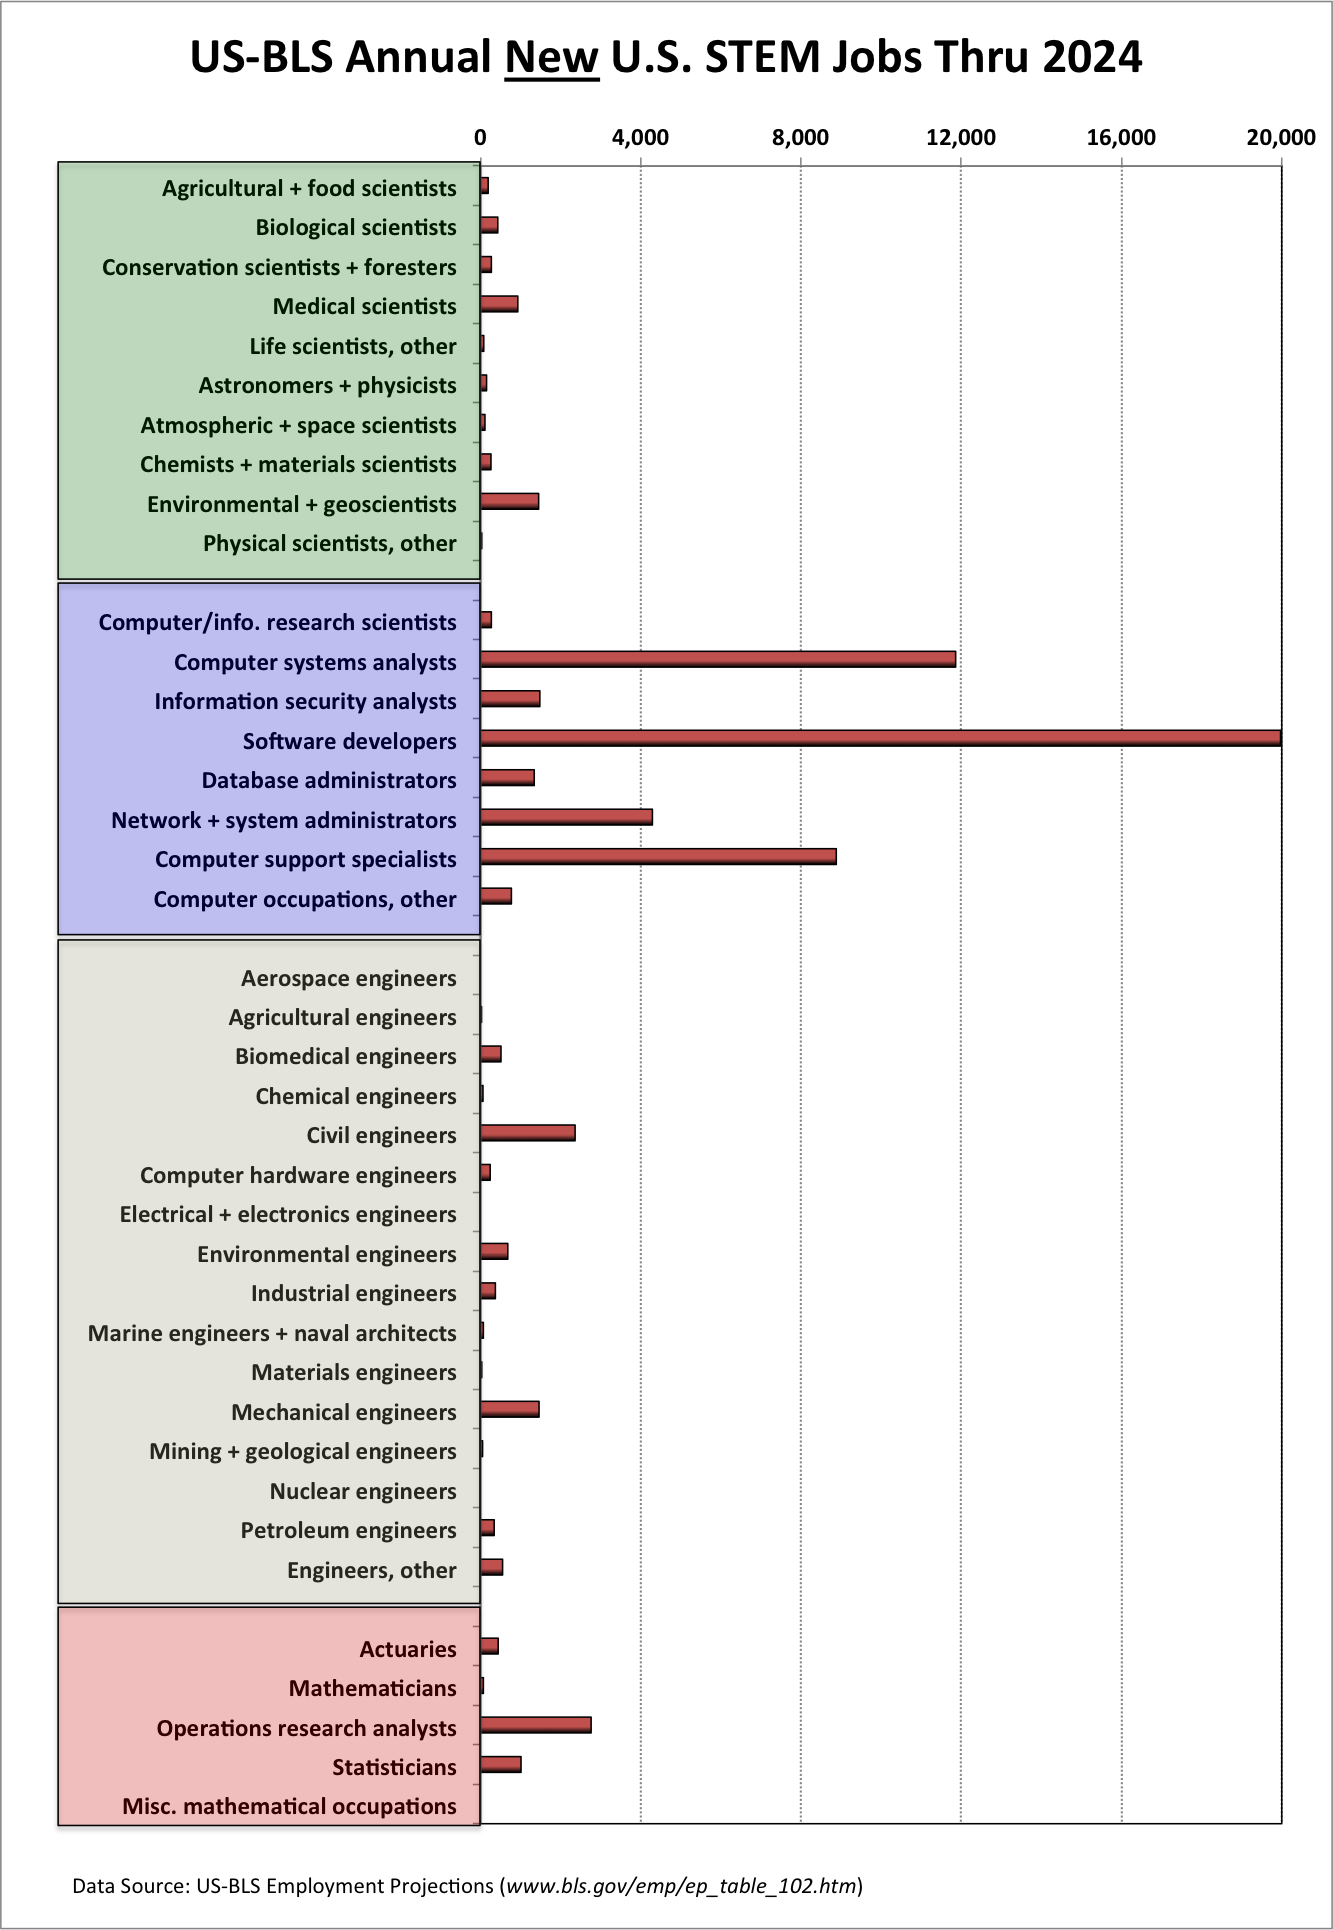 US-BLS Annual New U.S. STEM Jobs Thru 2024
0 4,000 8,000 12,000 16,000 20,000
Agricultural + food scientists
Biological scientists
Conservation scientists + foresters
Medical scientists
Life scientists, other
Astronomers + physicists
Atmospheric + space scientists
Chemists + materials scientists
Environmental + geoscientists
Physical scientists, other
Computer/info. research scientists
Computer systems analysts
Information security analysts
Software developers
Database administrators
Network + system administrators
Computer support specialists
Computer occupations, other
Aerospace engineers
Agricultural engineers
Biomedical engineers
Chemical engineers
Civil engineers
Computer hardware engineers
Electrical + electronics engineers
Environmental engineers
Industrial engineers
Marine engineers + naval architects
Materials engineers
Mechanical engineers
Mining + geological engineers
Nuclear engineers
Petroleum engineers
Engineers, other
Actuaries
Mathematicians
Operations research analysts
Statisticians
Misc. mathematical occupations
Data Source: US-BLS Employment Projections (www.bls.gov/emp/ep_table_102.htm)